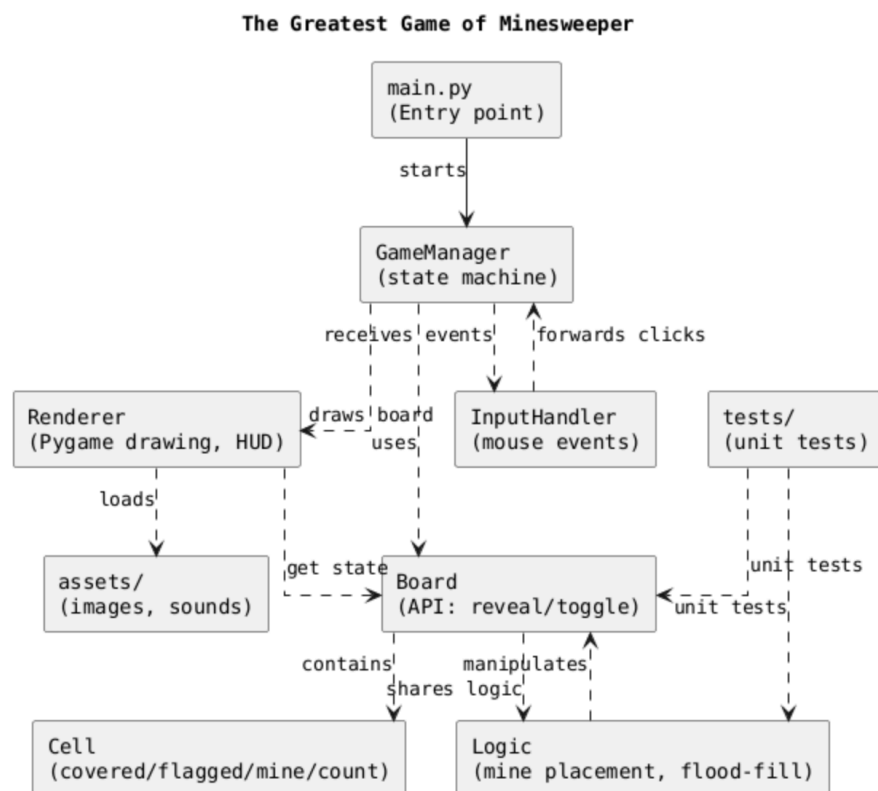 The Greatest Game of Minesweeper
main.py
(Entry point)
starts
GameManager
(state machine)
receives events
forwards clicks
Renderer
(Pygame drawing, HUD)
draws board
uses
InputHandler
(mouse events)
tests/
(unit tests)
loads
assets/
(images, sounds)
get state
Board
(API: reveal/toggle)
unit tests
unit tests
contains
manipulates
shares logic
Cell
(covered/flagged/mine/count)
Logic
(mine placement, flood-fill)